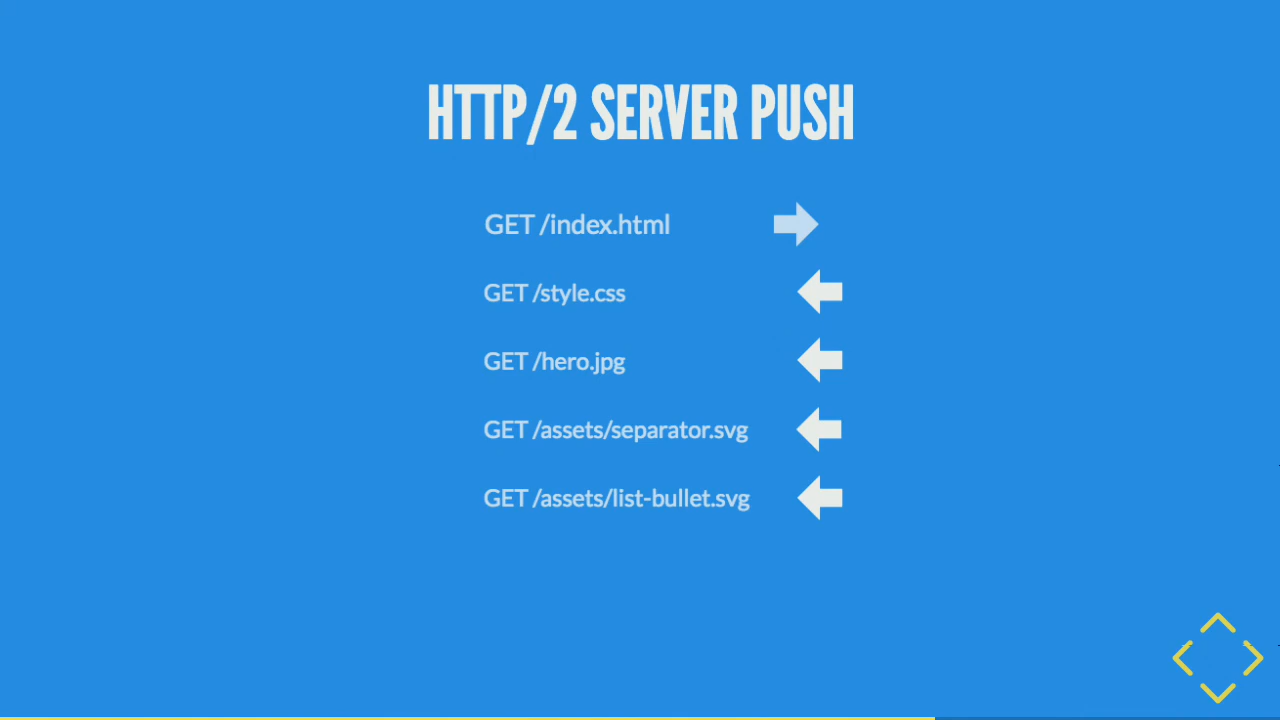 HTTP/2 SERVER PUSH
GET /index.html
GET /style.css
GET /hero.jpg
GET /assets/separator.svg
GET /assets/list-bullet.svg